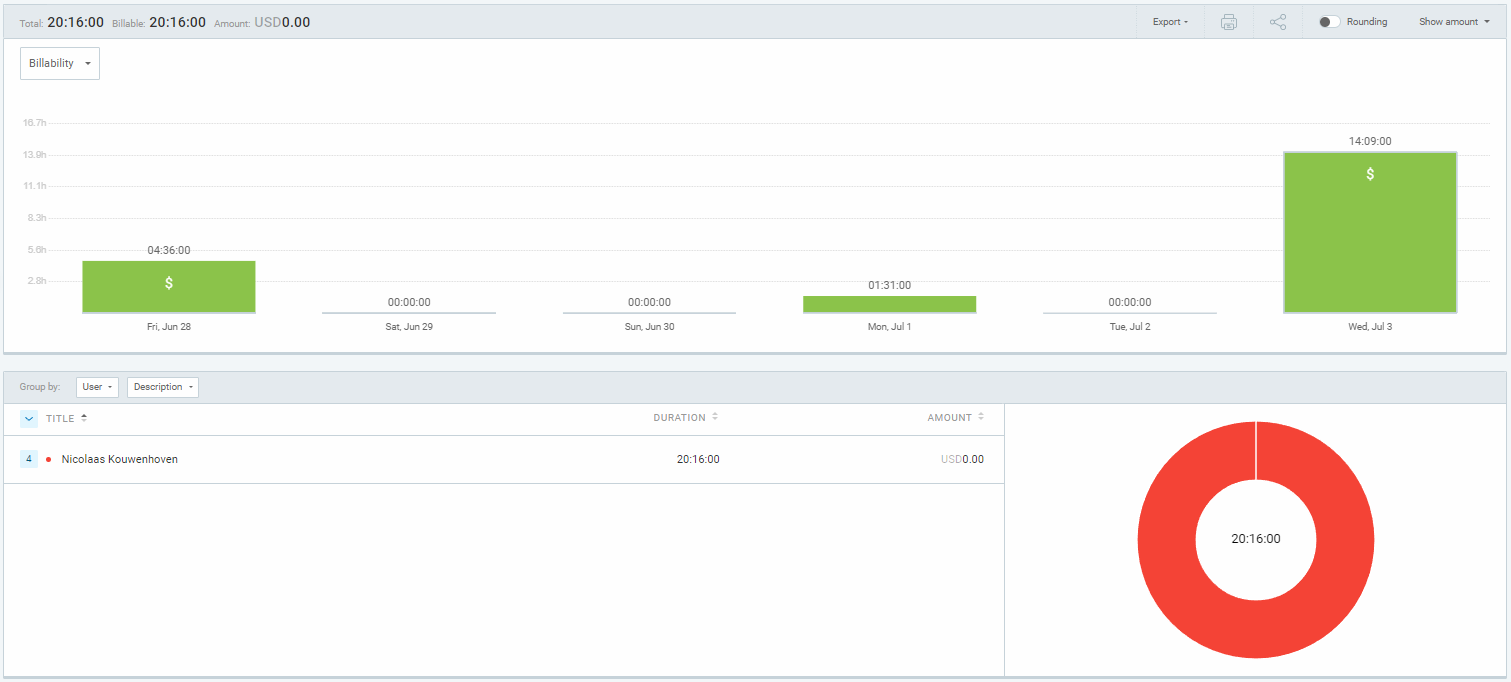 Total: 20:16:00 Billable: 20:16:00 Amount: USD0.00 Export Rounding Show amount
Billability
16.7h
13.9h
11.1h
8.3h
5.6h
2.8h
04:36:00 00:00:00 00:00:00 01:31:00 00:00:00 14:09:00
$ $
Fri, Jun 28 Sat, Jun 29 Sun, Jun 30 Mon, Jul 1 Tue, Jul 2 Wed, Jul 3
Group by: User Description
TITLE DURATION AMOUNT
4 Nicolaas Kouwenhoven 20:16:00 USD0.00
20:16:00